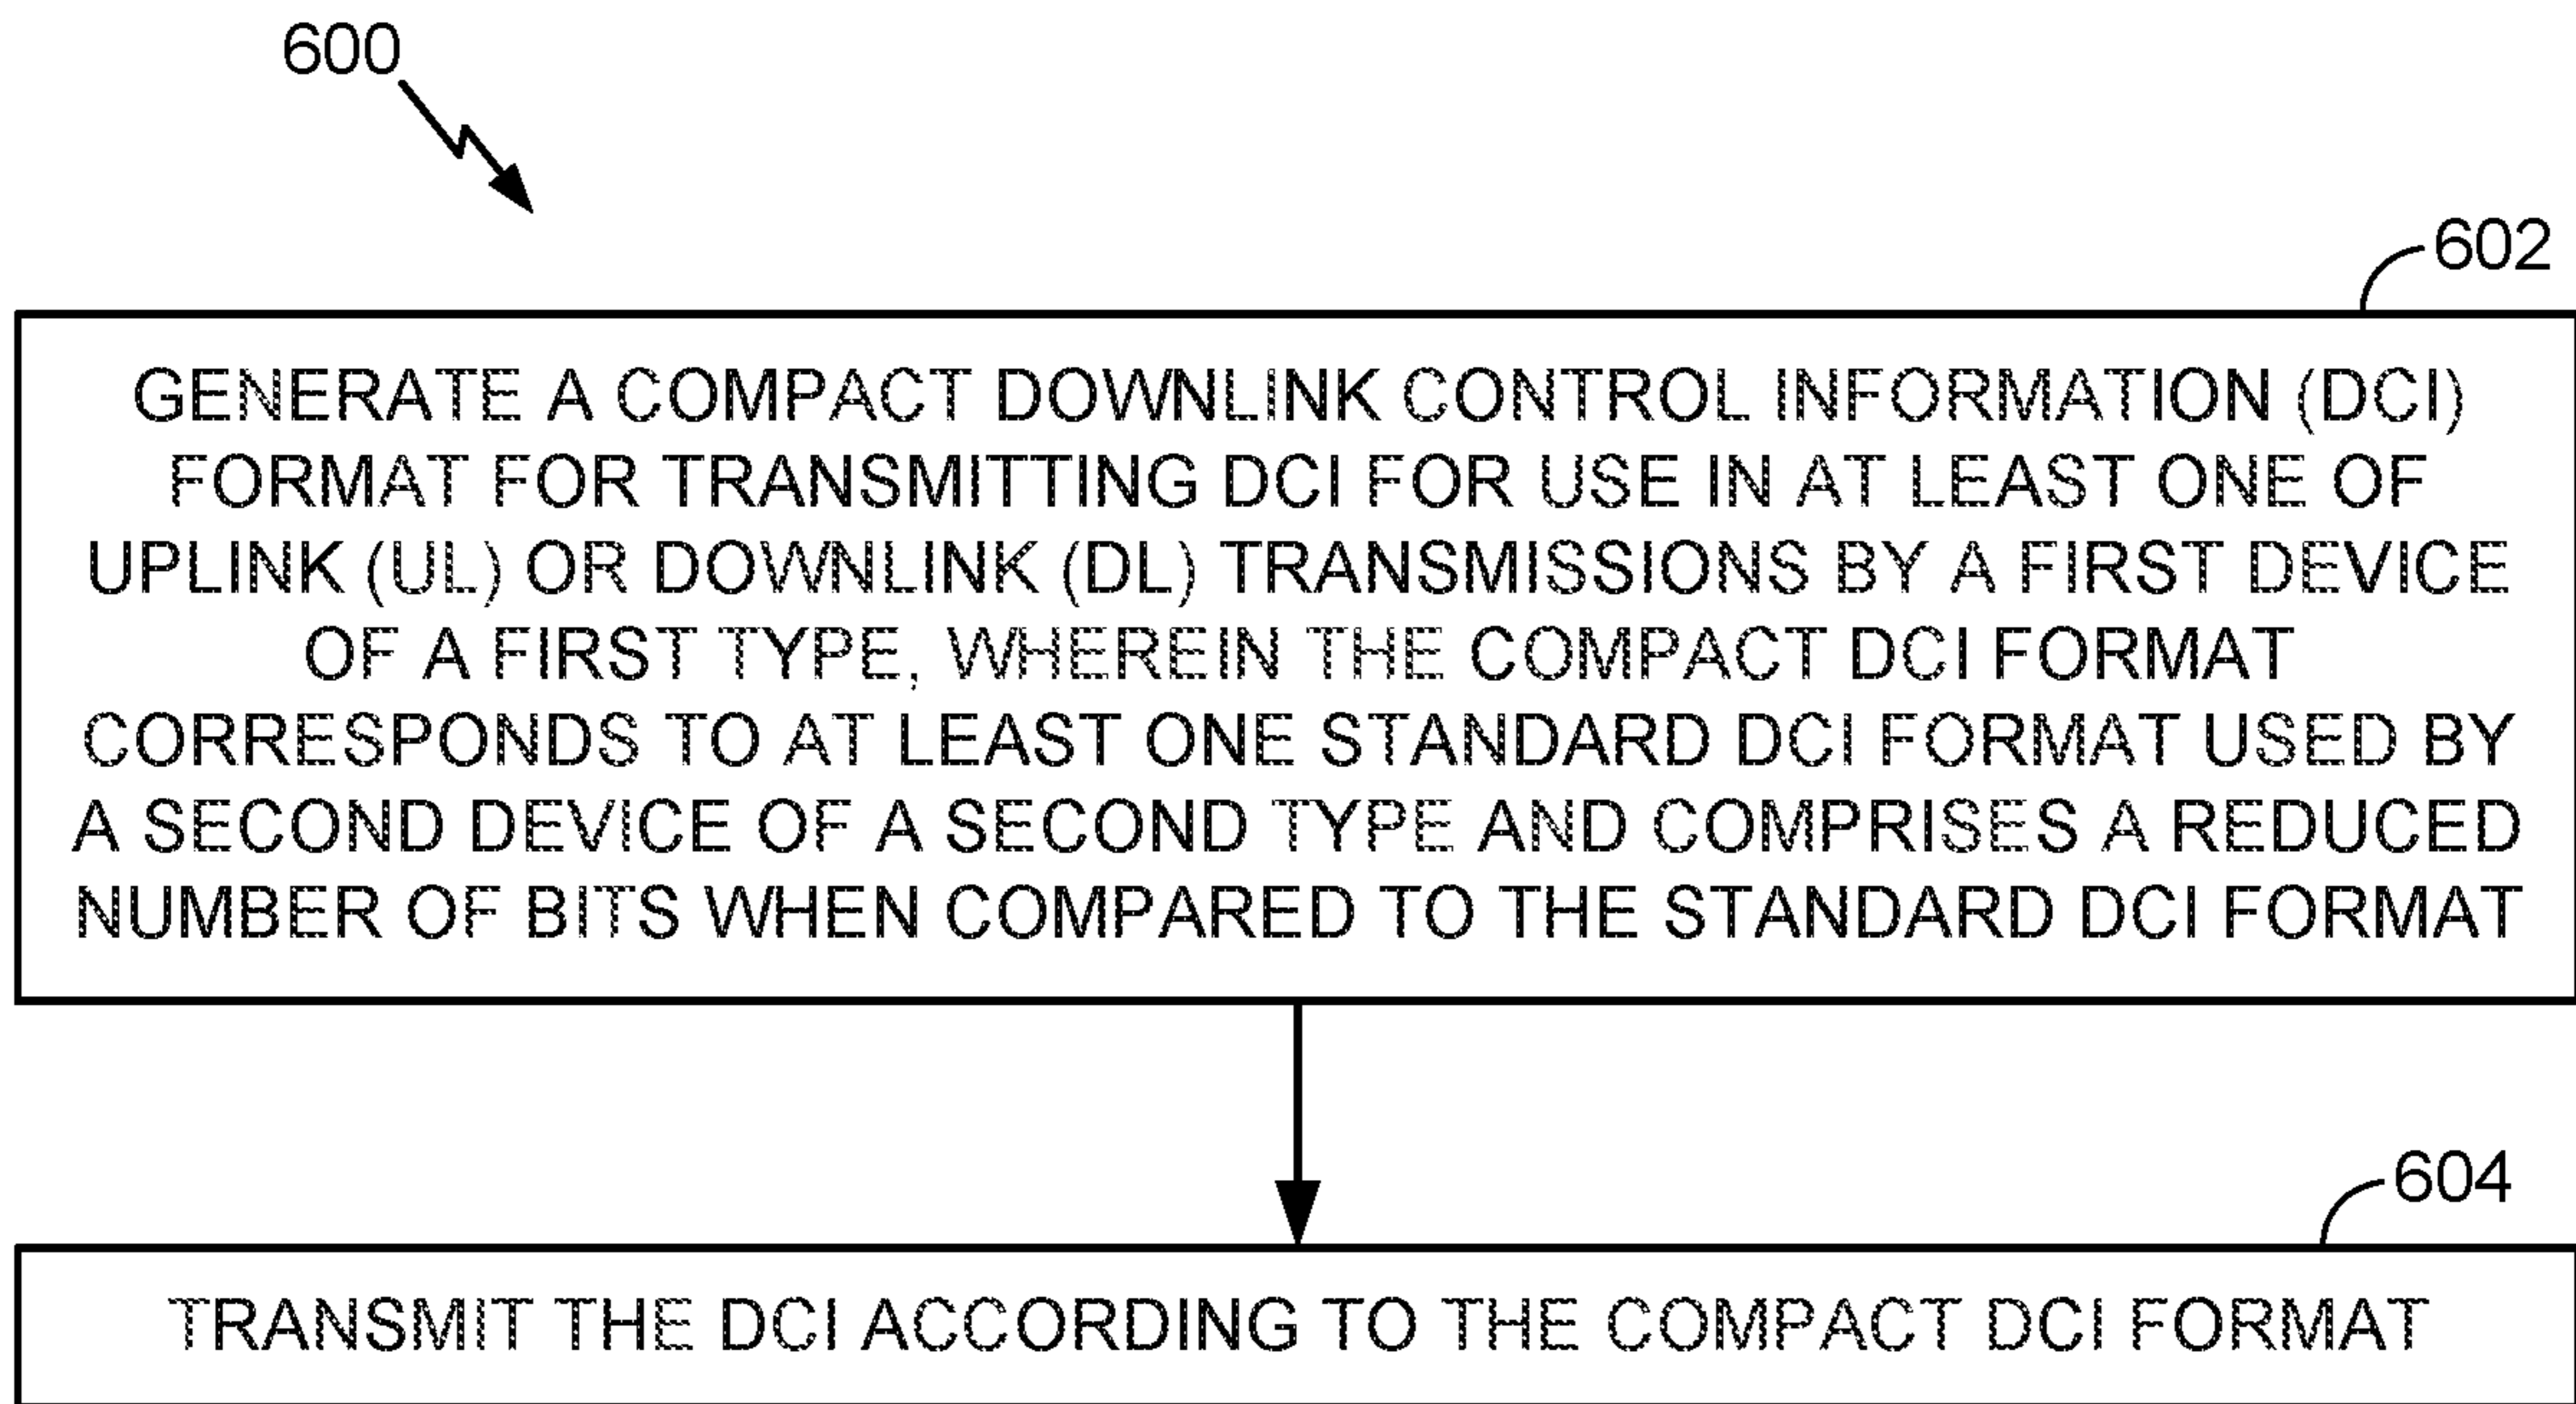 600
602
GENERATE A COMPACT DOWNLINK CONTROL INFORMATION (DCI)
FORMAT FOR TRANSMITTING DCI FOR USE IN AT LEAST ONE OF
UPLINK (UL) OR DOWNLINK (DL) TRANSMISSIONS BY A FIRST DEVICE
OF A FIRST TYPE, WHEREIN THE COMPACT DCI FORMAT
CORRESPONDS TO AT LEAST ONE STANDARD DCI FORMAT USED BY
A SECOND DEVICE OF A SECOND TYPE AND COMPRISES A REDUCED
NUMBER OF BITS WHEN COMPARED TO THE STANDARD DCI FORMAT
604
TRANSMIT THE DCI ACCORDING TO THE COMPACT DCI FORMAT